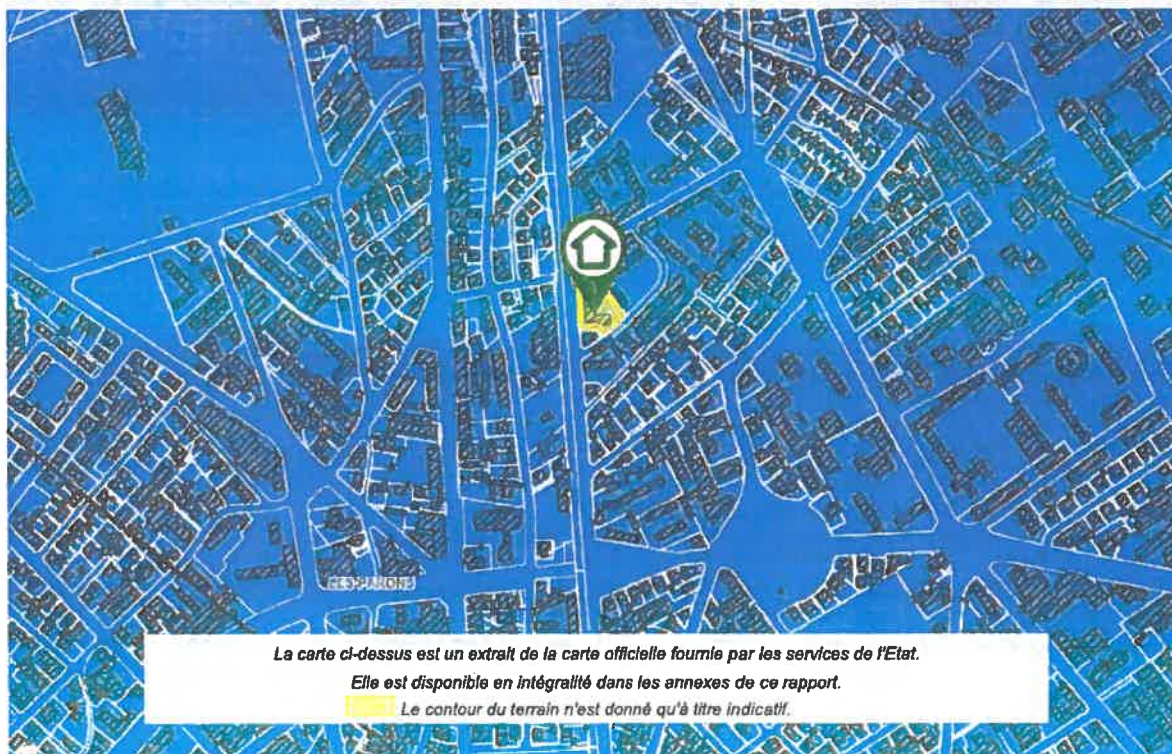 La carte ci-dessus est un extrait de la carte officielle fournie par les services de l'Etat.
Elle est disponible en intégralité dans les annexes de ce rapport.
Le contour du terrain n'est donné qu'à titre indicatif.